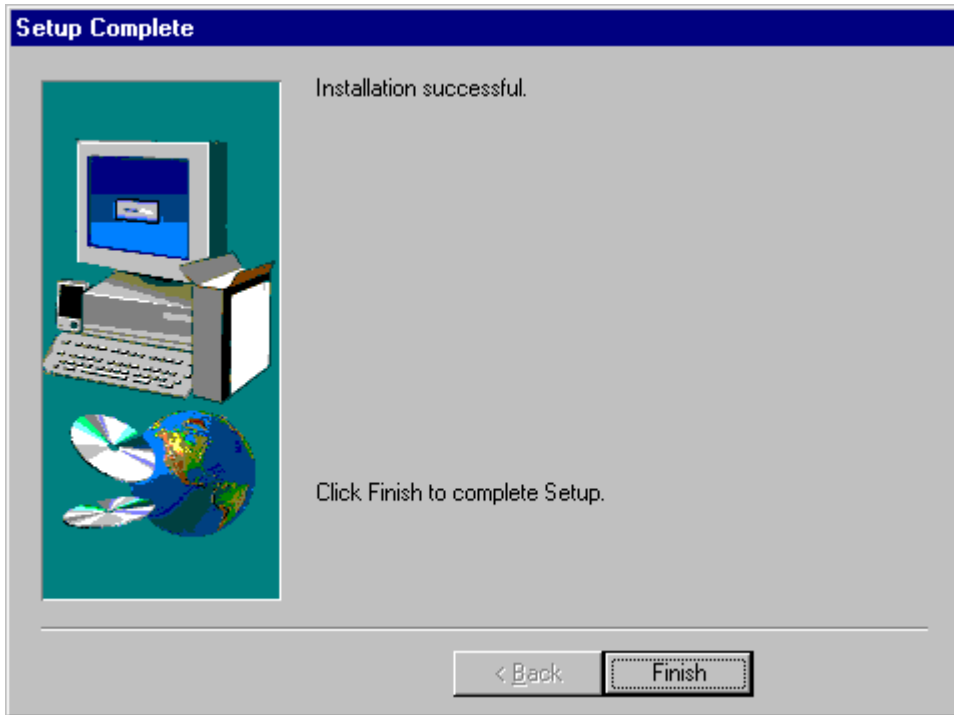 Setup Complete
Installation successful.
Click Finish to complete Setup.
< Back
Finish